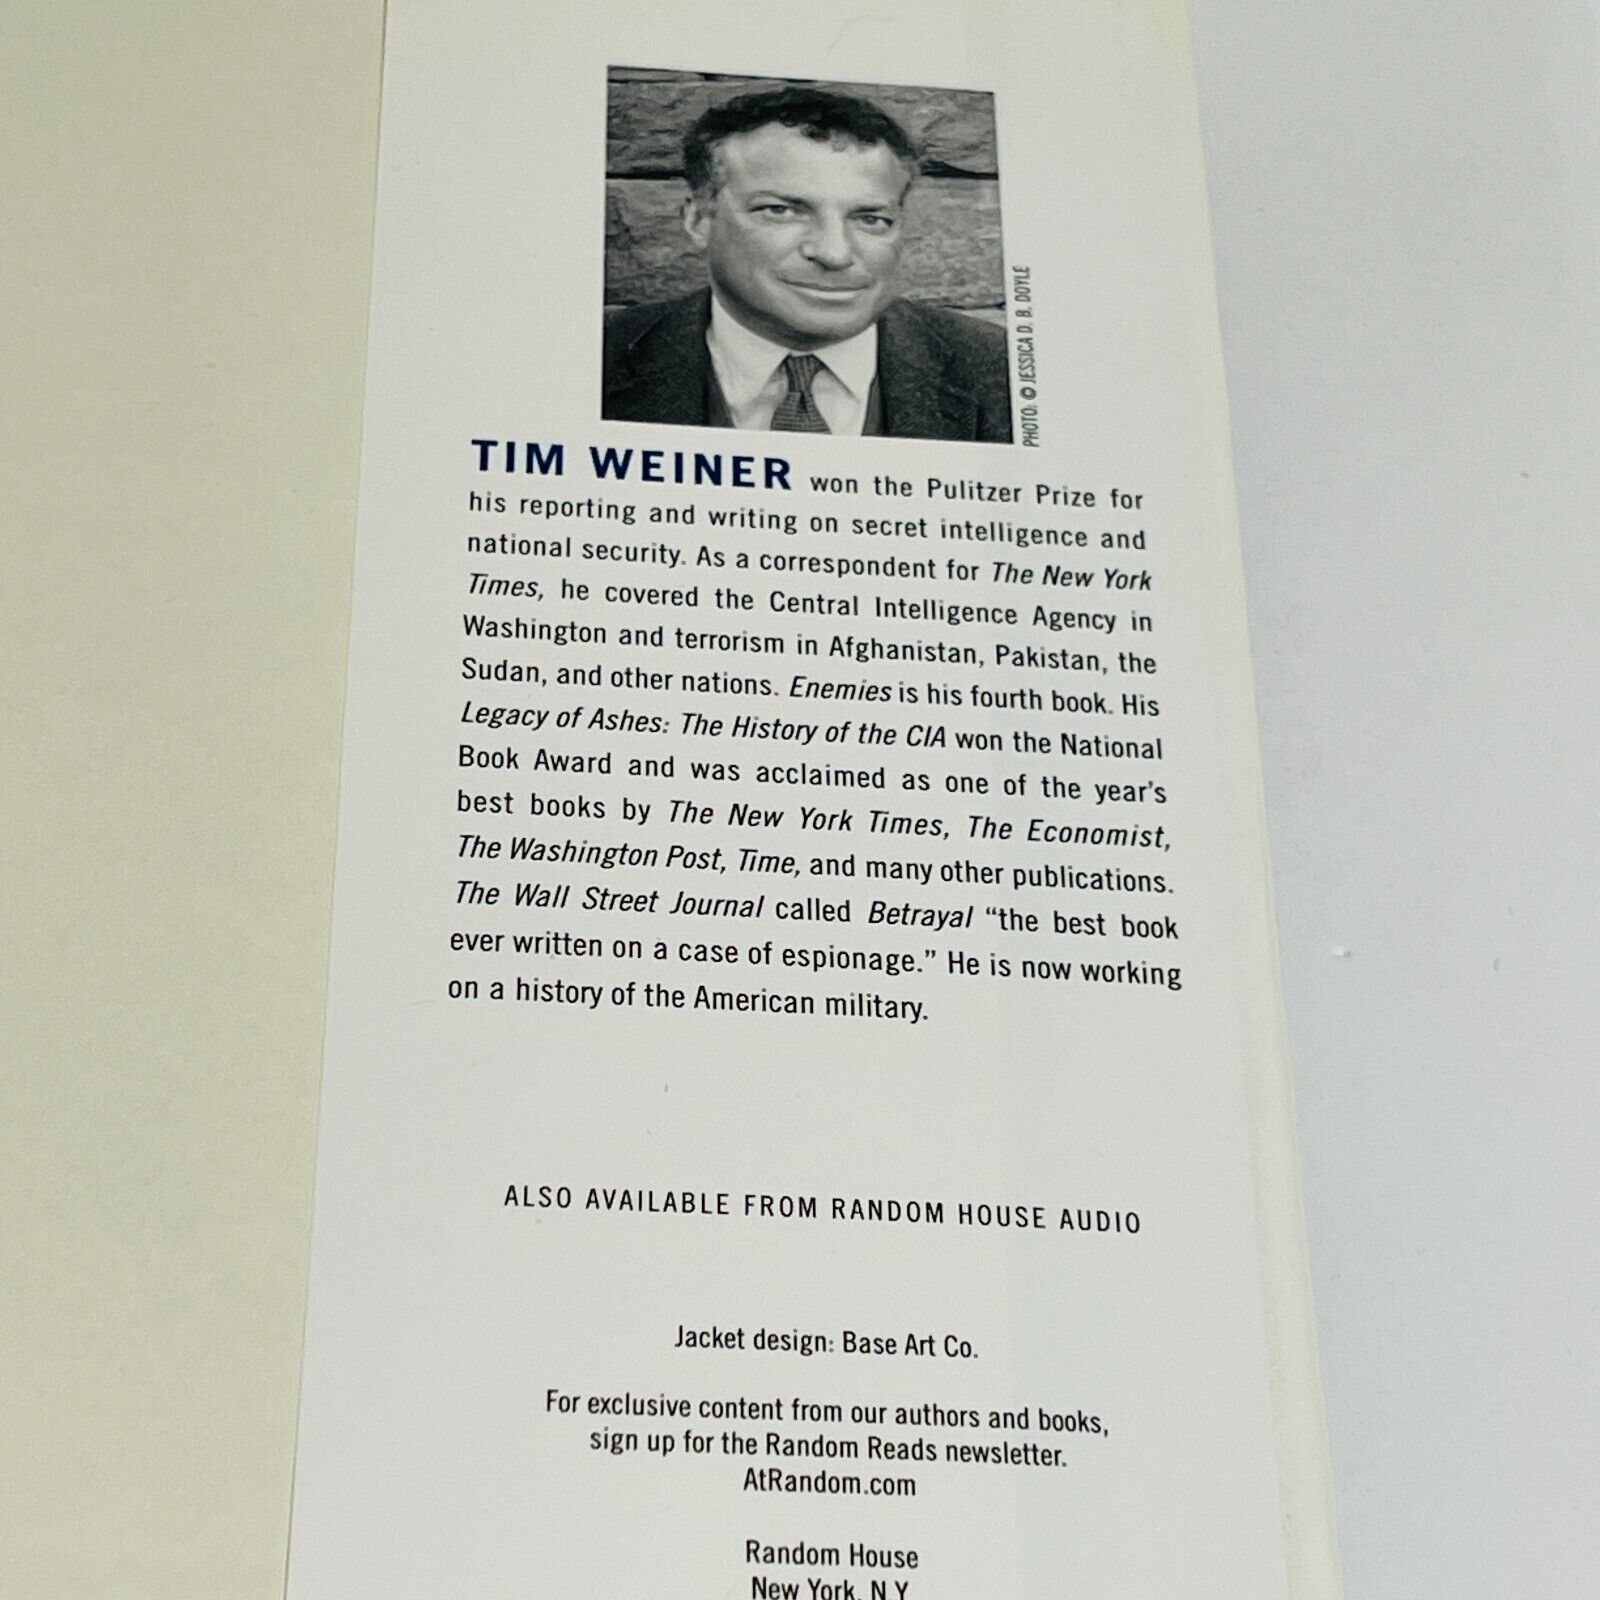 PHOTO: © JESSICA D. B. DOYLE
TIM WEINER won the Pulitzer Prize for
his reporting and writing on secret intelligence and
national security. As a correspondent for The New York
Times, he covered the Central Intelligence Agency in
Washington and terrorism in Afghanistan, Pakistan, the
Sudan, and other nations. Enemies is his fourth book. His
Legacy of Ashes: The History of the CIA won the National
Book Award and was acclaimed as one of the year's
best books by The New York Times, The Economist,
The Washington Post, Time, and many other publications.
The Wall Street Journal called Betrayal “the best book
ever written on a case of espionage.” He is now working
on a history of the American military.
ALSO AVAILABLE FROM RANDOM HOUSE AUDIO
Jacket design: Base Art Co.
For exclusive content from our authors and books,
sign up for the Random Reads newsletter.
AtRandom.com
Random House
New York, N.Y